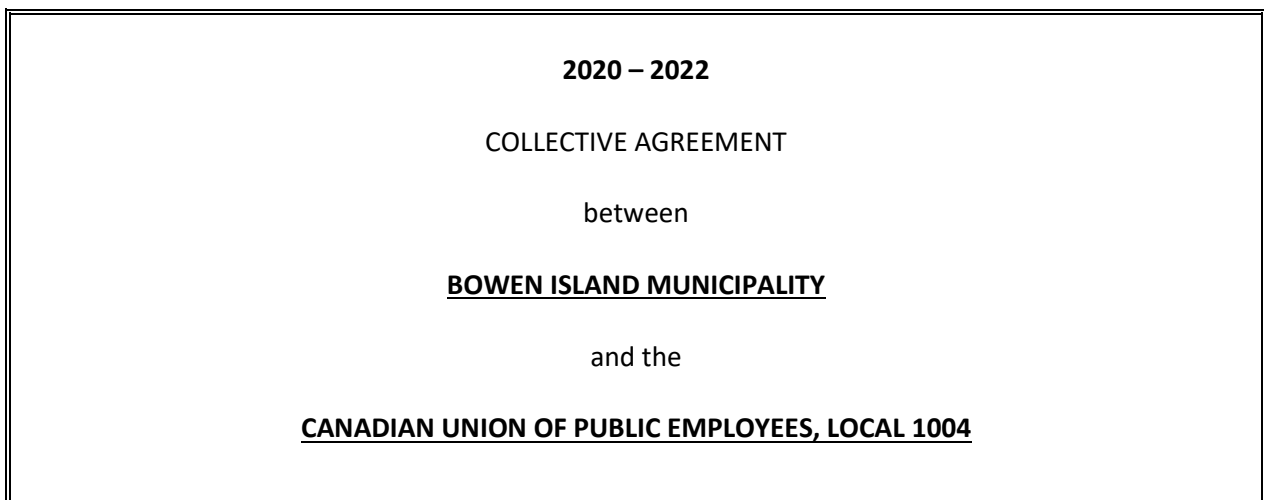 2020 – 2022
COLLECTIVE AGREEMENT
between
BOWEN ISLAND MUNICIPALITY
and the
CANADIAN UNION OF PUBLIC EMPLOYEES, LOCAL 1004